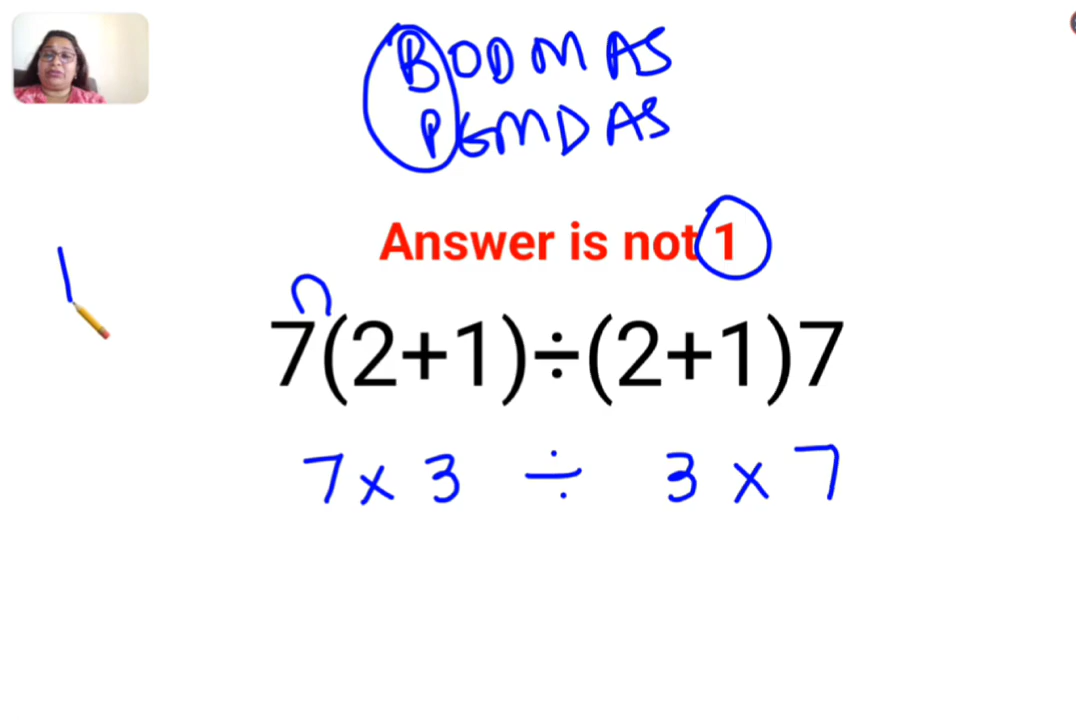 BODMAS
PEMDAS
Answer is not 1
7(2+1)÷(2+1)7
7 × 3 ÷ 3 × 7